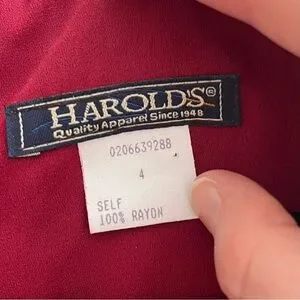 HAROLD'S®
Quality Apparel Since 1948
0206639288
4
SELF
100% RAYON